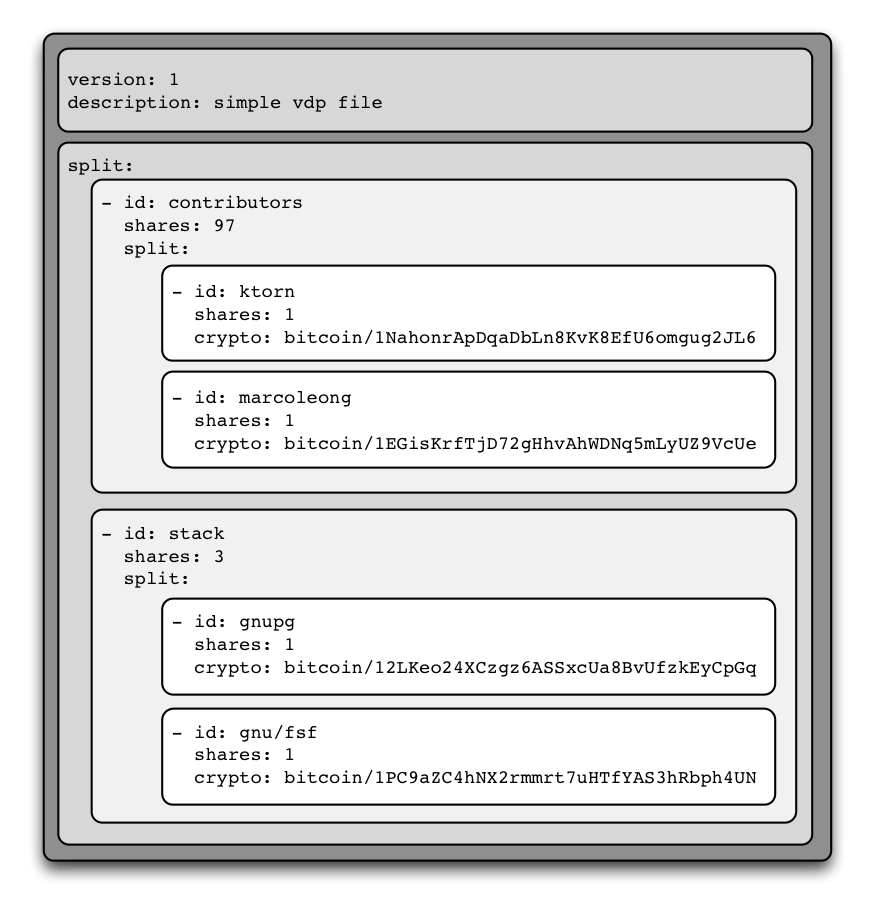 version: 1
description: simple vdp file
split:
- id: contributors
shares: 97
split:
- id: ktorn
shares: 1
crypto: bitcoin/1NahonrApDqaDbLn8KvK8EfU6omgug2JL6
- id: marcoleong
shares: 1
crypto: bitcoin/1EGisKrfTjD72gHhvAhWDNq5mLyUZ9VcUe
- id: stack
shares: 3
split:
- id: gnupg
shares: 1
crypto: bitcoin/12LKeo24XCzgz6ASSxcUa8BvUfzkEyCpGq
- id: gnu/fsf
shares: 1
crypto: bitcoin/1PC9aZC4hNX2rmmrt7uHTfYAS3hRbph4UN